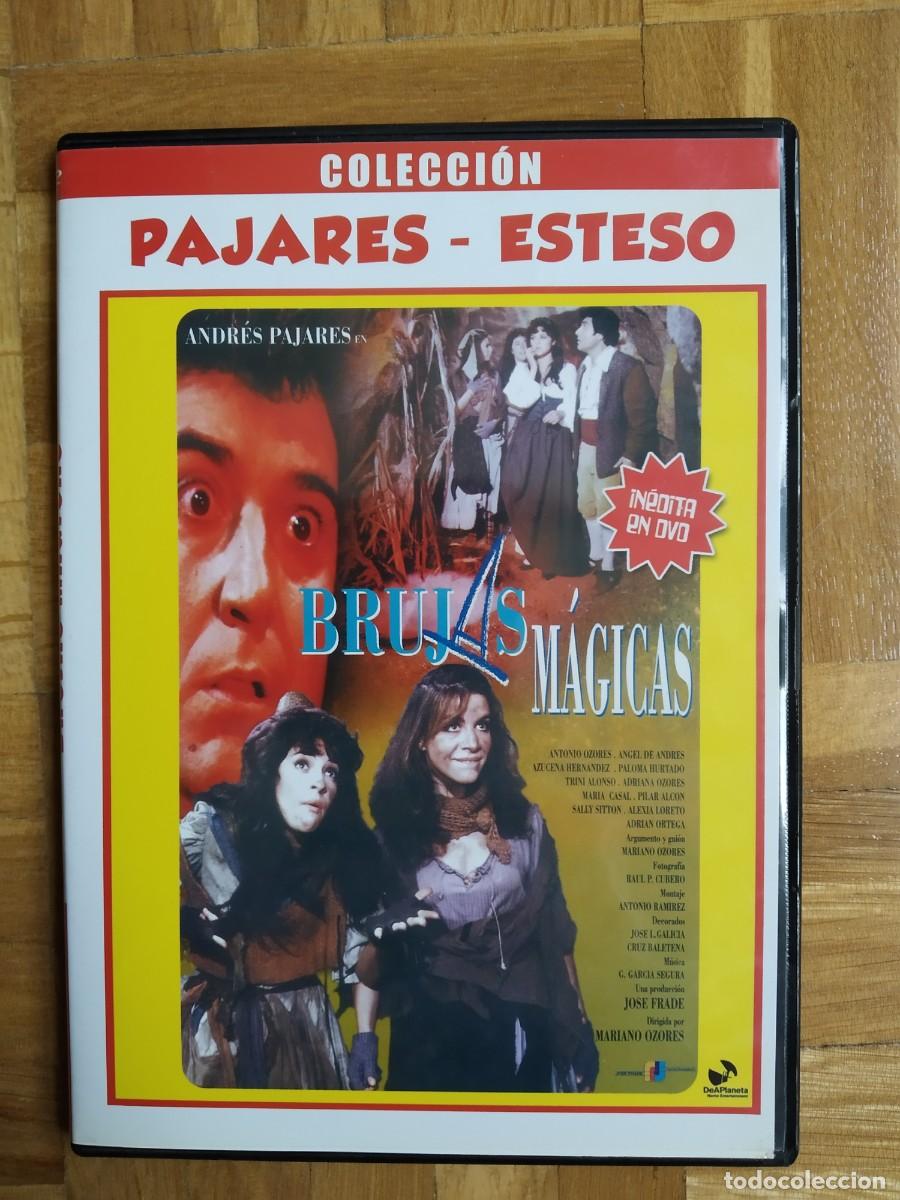 COLECCIÓN
PAJARES - ESTESO
ANDRÉS PAJARES EN
INÉDITA
EN DVD
BRUJAS
MÁGICAS
ANTONIO OZORES . ANGEL DE ANDRES
AZUCENA HERNANDEZ . PALOMA HURTADO
TRINI ALONSO . ADRIANA OZORES
MARIA CASAL . PILAR ALCON
SALLY SITTON . ALEXIA LORETO
ADRIAN ORTEGA
Argumento y guión
MARIANO OZORES
Fotografía
RAUL P. CUBERO
Montaje
ANTONIO RAMIREZ
Decorados
JOSE L. GALICIA
CRUZ BALETENA
Música
G. GARCIA SEGURA
Una producción
JOSE FRADE
Dirigida por
MARIANO OZORES
DeAPlaneta
Home Entertainment
todocoleccion